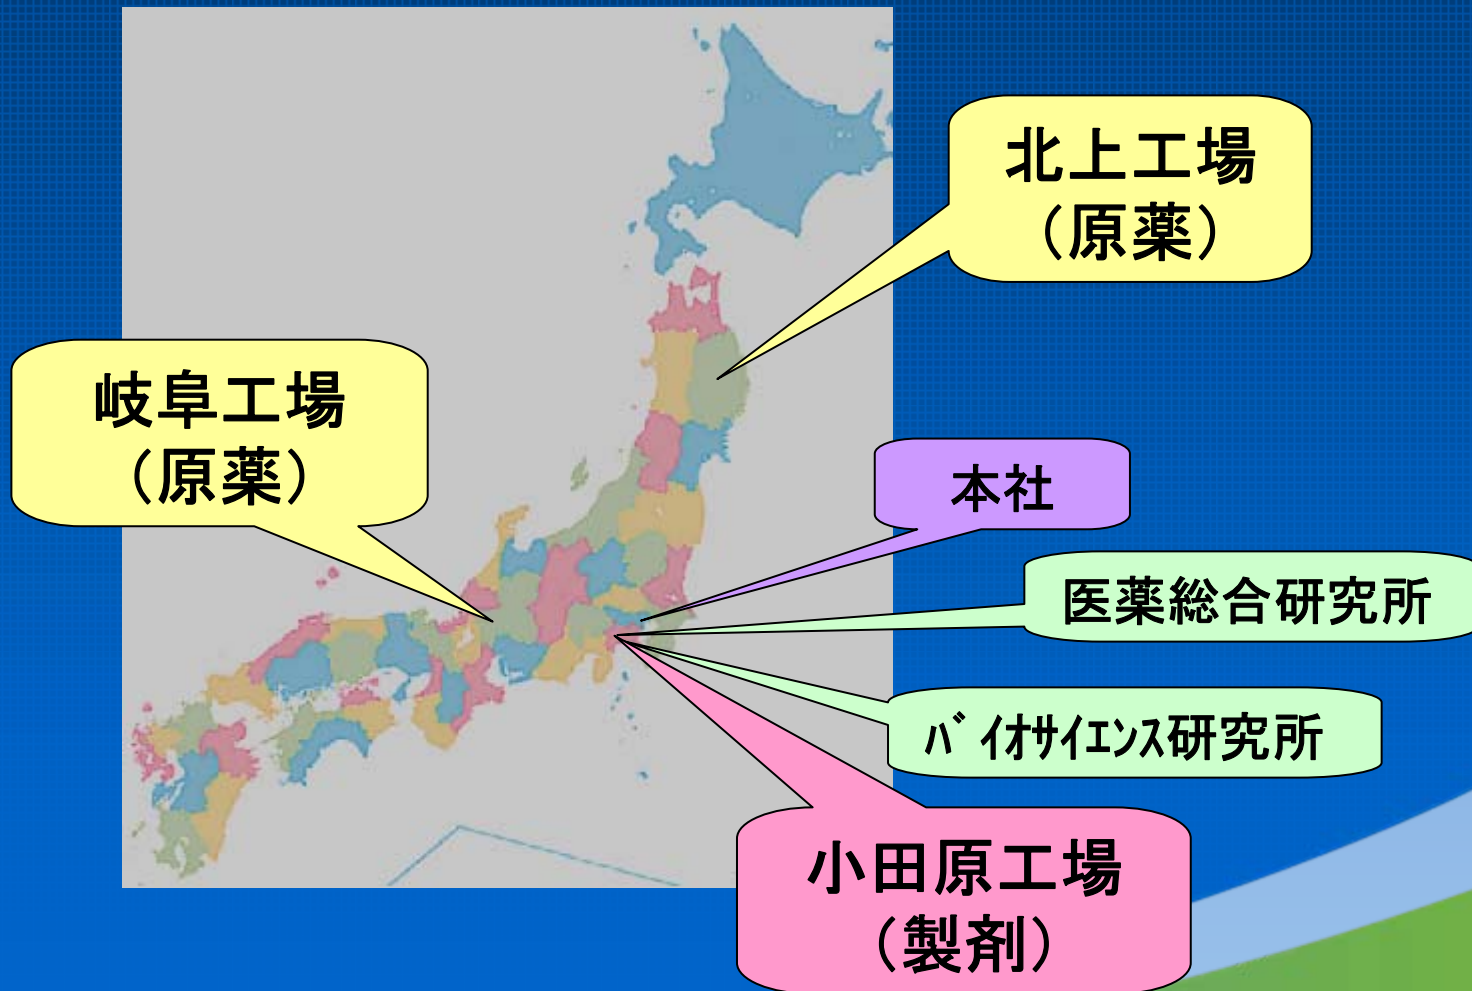 北上工場
(原薬)
岐阜工場
(原薬)
本社
医薬総合研究所
バイオサイエンス研究所
小田原工場
(製剤)